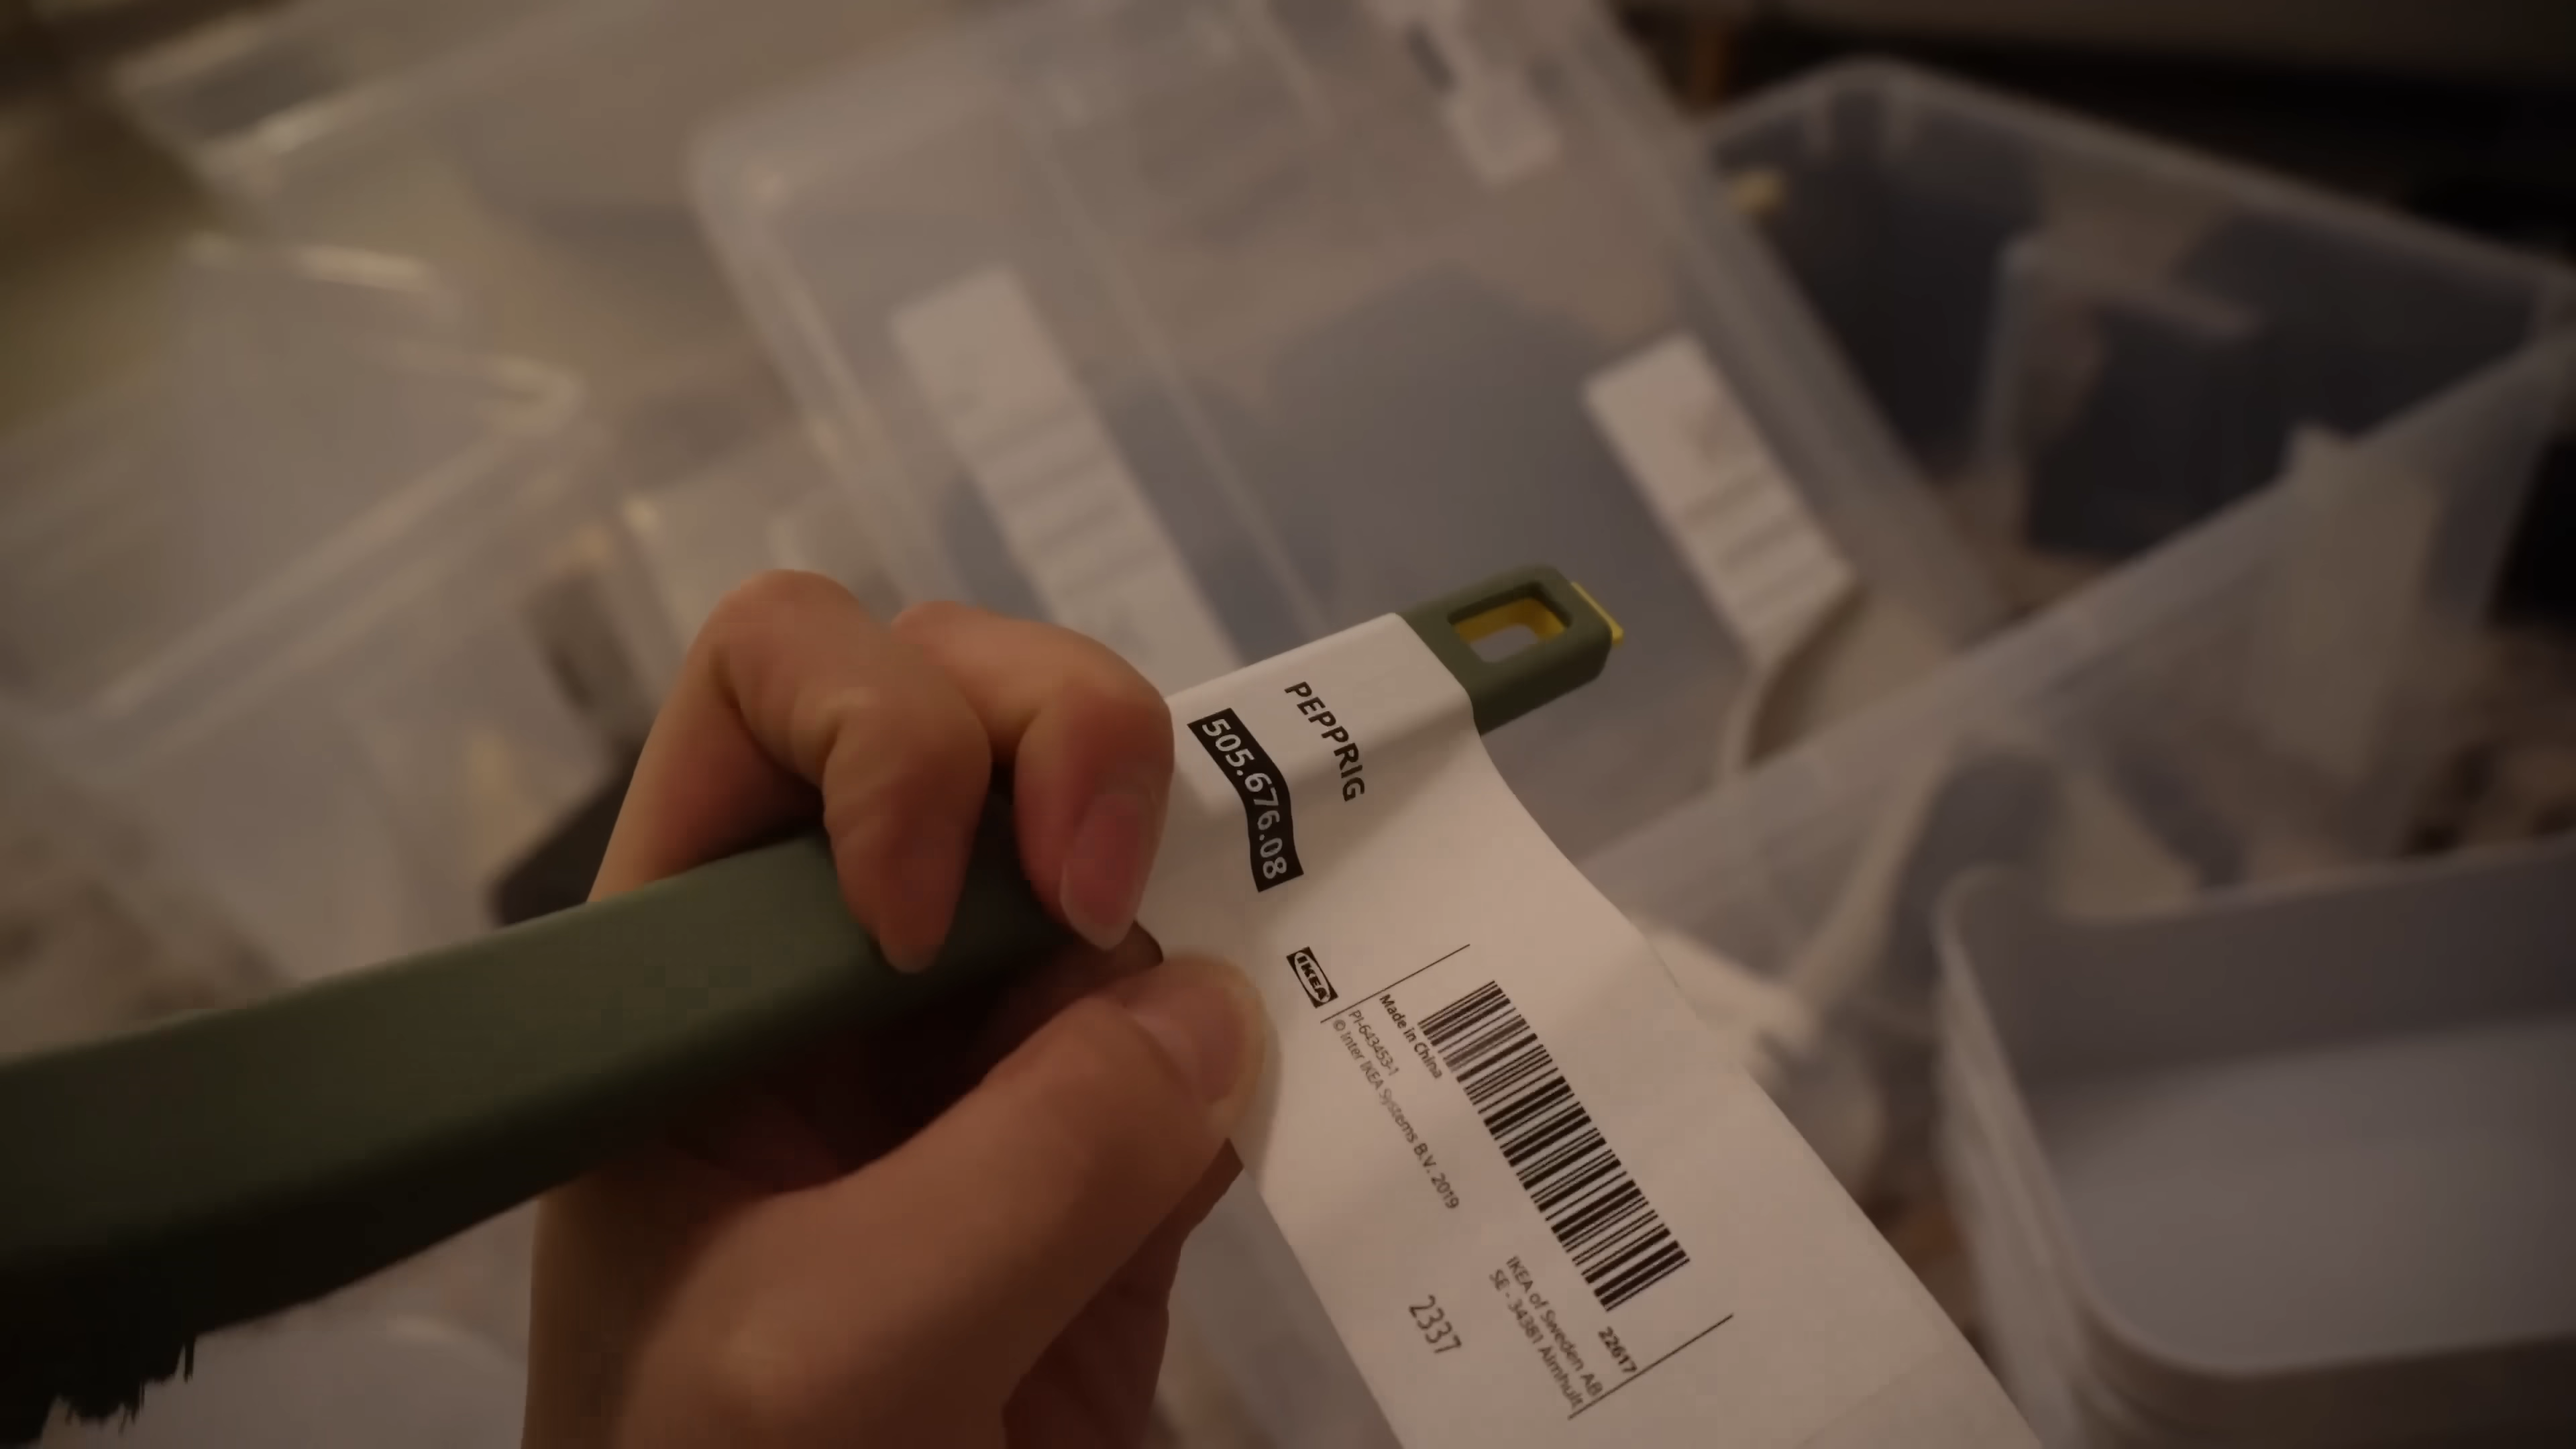 PEPPRIG
505.676.08
IKEA
Made in China
PI-643453-1
© Inter IKEA Systems B.V. 2019
22617
IKEA of Sweden AB
SE - 34381 Älmhult
2337